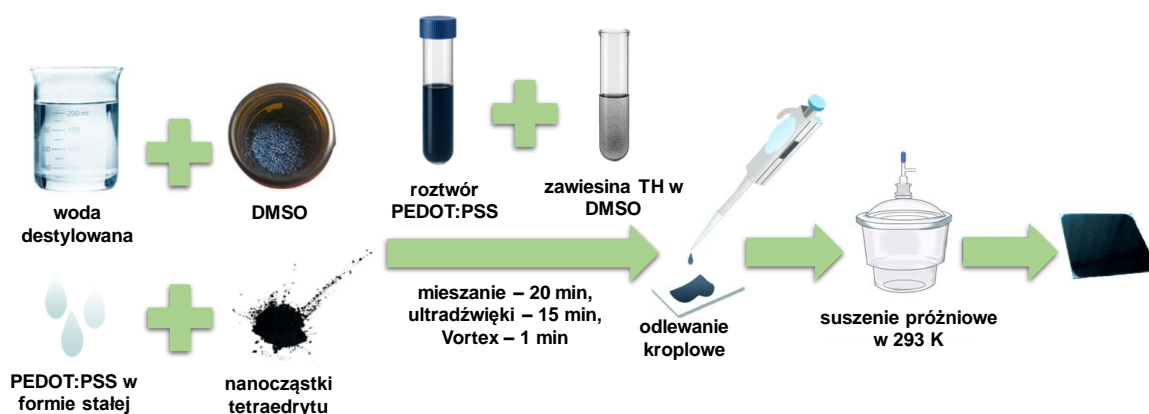 woda
destylowana
DMSO
PEDOT:PSS w
formie stałej
nanocząstki
tetraedrytu
roztwór
PEDOT:PSS
zawiesina TH w
DMSO
mieszanie – 20 min,
ultradźwięki – 15 min,
Vortex – 1 min
odlewanie
kroplowe
suszenie próżniowe
w 293 K